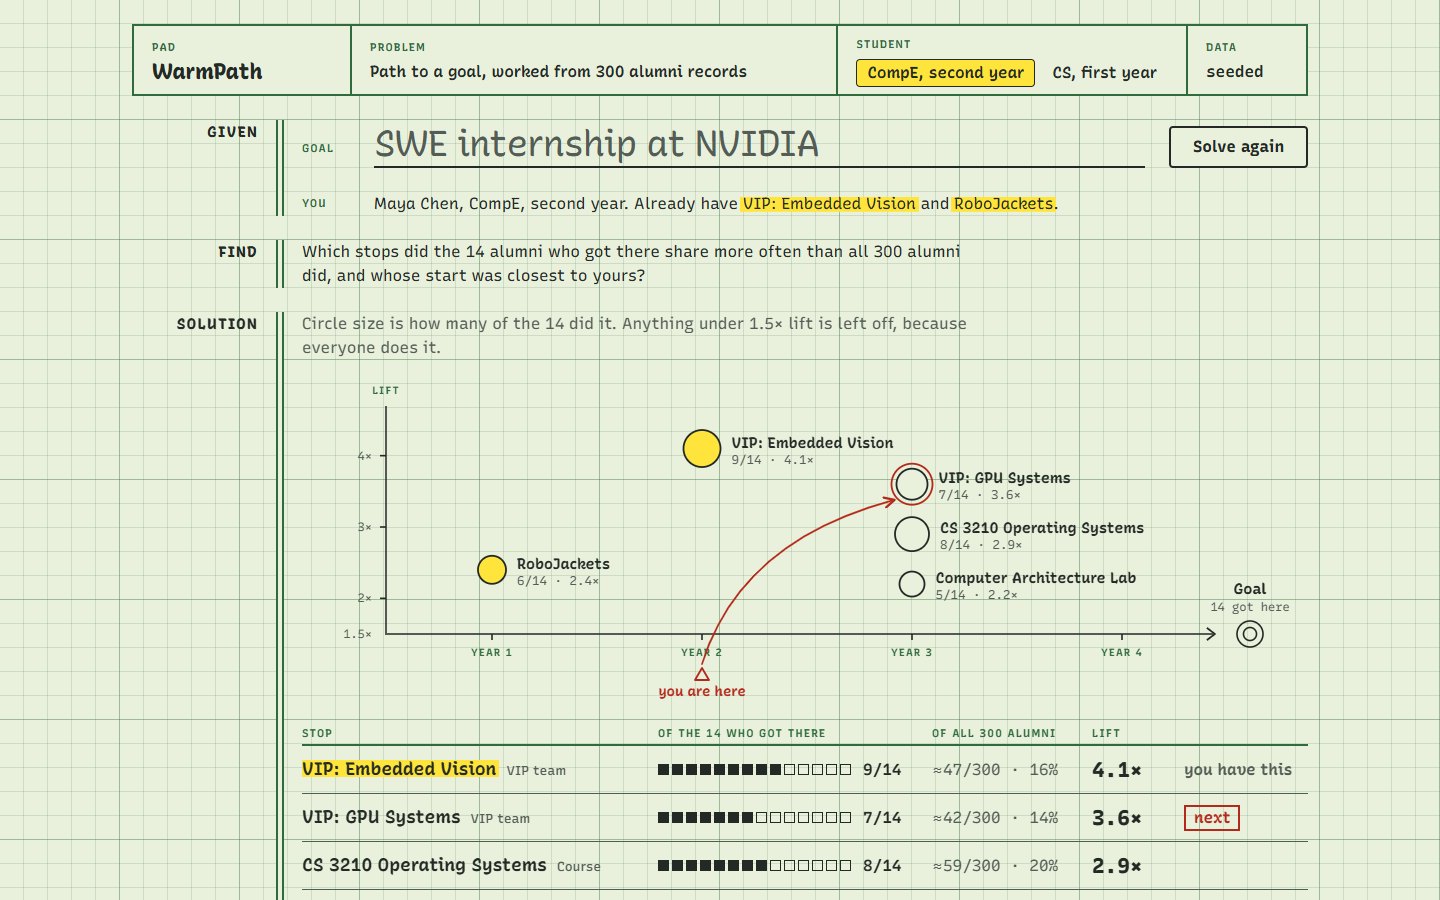 PAD
WarmPath
PROBLEM
Path to a goal, worked from 300 alumni records
STUDENT
CompE, second year
CS, first year
DATA
seeded
GIVEN
GOAL
SWE internship at NVIDIA
Solve again
YOU
Maya Chen, CompE, second year. Already have VIP: Embedded Vision and RoboJackets.
FIND
Which stops did the 14 alumni who got there share more often than all 300 alumni
did, and whose start was closest to yours?
SOLUTION
Circle size is how many of the 14 did it. Anything under 1.5× lift is left off, because
everyone does it.
LIFT
4×
3×
2×
1.5×
VIP: Embedded Vision
9/14 · 4.1×
VIP: GPU Systems
7/14 · 3.6×
CS 3210 Operating Systems
8/14 · 2.9×
RoboJackets
6/14 · 2.4×
Computer Architecture Lab
5/14 · 2.2×
Goal
14 got here
YEAR 1
YEAR 2
YEAR 3
YEAR 4
you are here
STOP
OF THE 14 WHO GOT THERE
OF ALL 300 ALUMNI
LIFT
VIP: Embedded Vision VIP team 9/14 ≈47/300 · 16% 4.1× you have this
VIP: GPU Systems VIP team 7/14 ≈42/300 · 14% 3.6× next
CS 3210 Operating Systems Course 8/14 ≈59/300 · 20% 2.9×